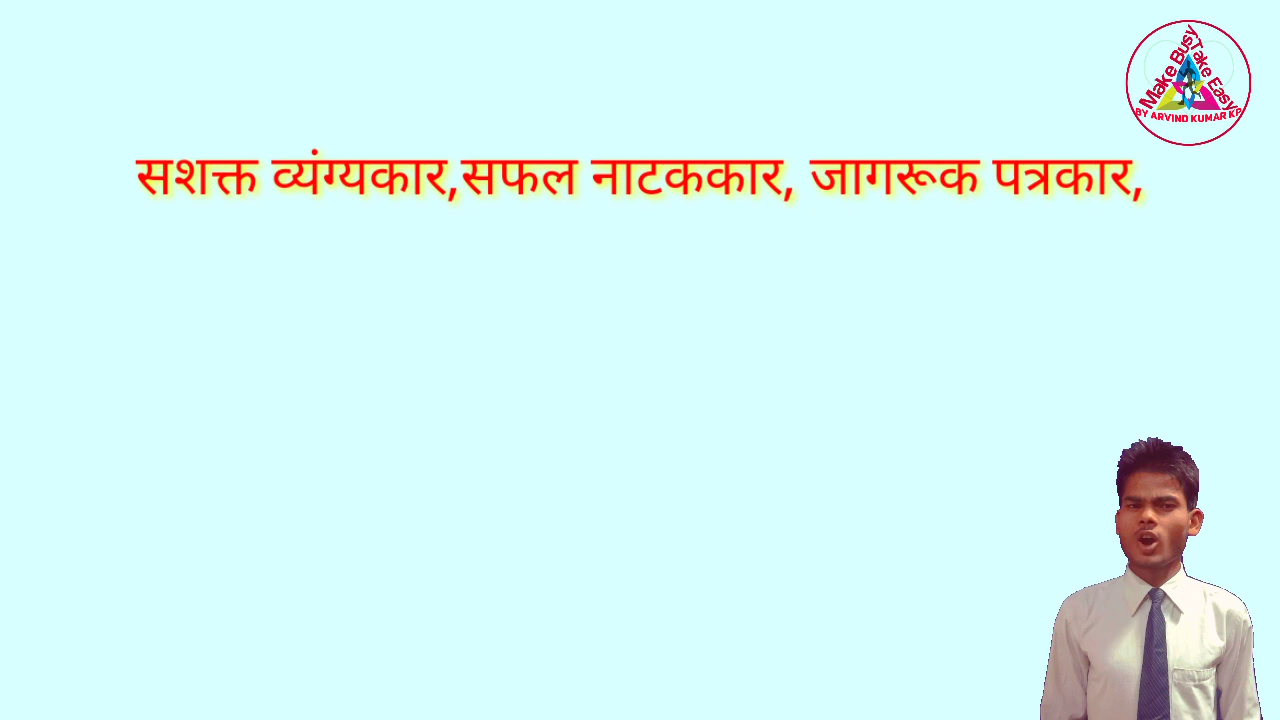 Make Busy Take Easy
BY ARVIND KUMAR KP
सशक्त व्यंग्यकार,सफल नाटककार, जागरूक पत्रकार,